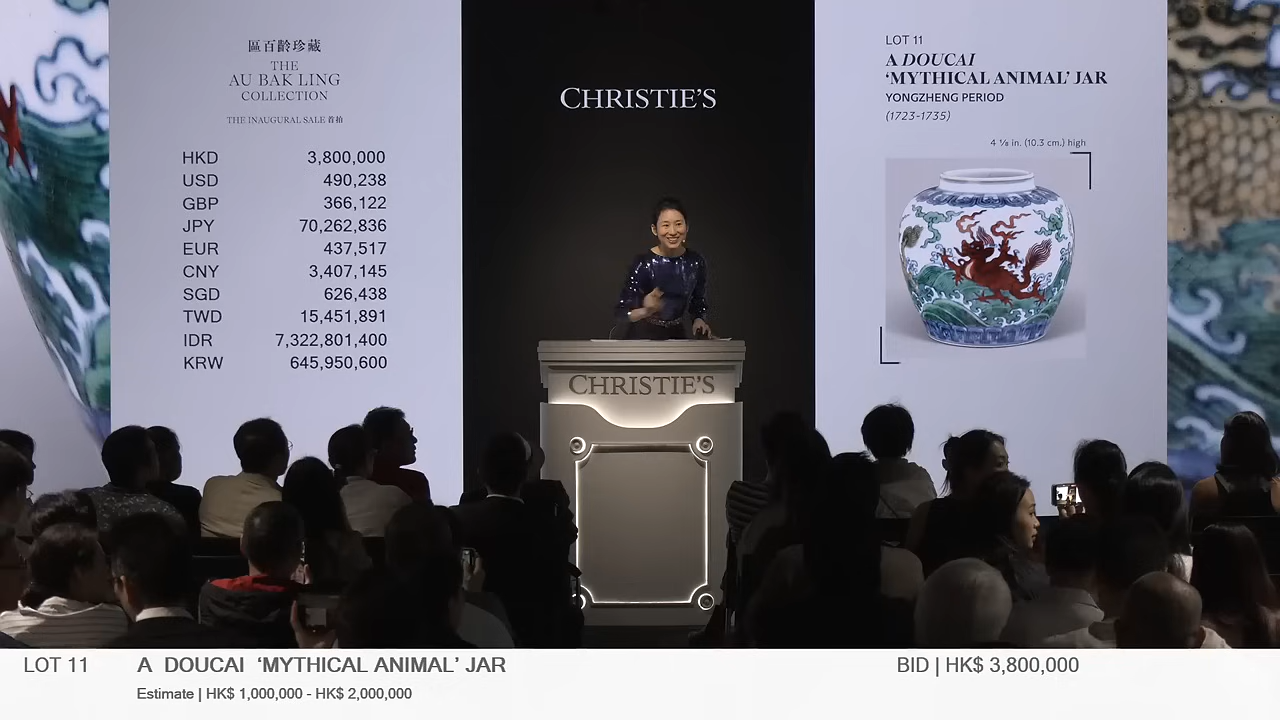 區百齡珍藏
THE
AU BAK LING
COLLECTION
THE INAUGURAL SALE 首拍
HKD 3,800,000
USD 490,238
GBP 366,122
JPY 70,262,836
EUR 437,517
CNY 3,407,145
SGD 626,438
TWD 15,451,891
IDR 7,322,801,400
KRW 645,950,600
CHRISTIE'S
CHRISTIE'S
LOT 11
A DOUCAI
‘MYTHICAL ANIMAL’ JAR
YONGZHENG PERIOD
(1723-1735)
4 ⅛ in. (10.3 cm.) high
LOT 11 A DOUCAI ‘MYTHICAL ANIMAL’ JAR BID | HK$ 3,800,000
Estimate | HK$ 1,000,000 - HK$ 2,000,000